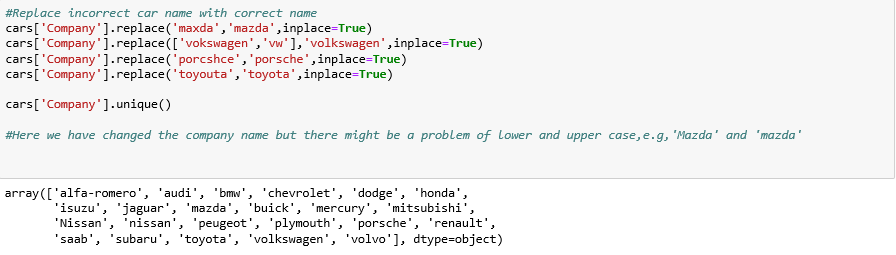 #Replace incorrect car name with correct name
cars['Company'].replace('maxda','mazda',inplace=True)
cars['Company'].replace(['vokswagen','vw'],'volkswagen',inplace=True)
cars['Company'].replace('porcshce','porsche',inplace=True)
cars['Company'].replace('toyouta','toyota',inplace=True)
cars['Company'].unique()
#Here we have changed the company name but there might be a problem of lower and upper case,e.g,'Mazda' and 'mazda'
array(['alfa-romero', 'audi', 'bmw', 'chevrolet', 'dodge', 'honda',
'isuzu', 'jaguar', 'mazda', 'buick', 'mercury', 'mitsubishi',
'Nissan', 'nissan', 'peugeot', 'plymouth', 'porsche', 'renault',
'saab', 'subaru', 'toyota', 'volkswagen', 'volvo'], dtype=object)